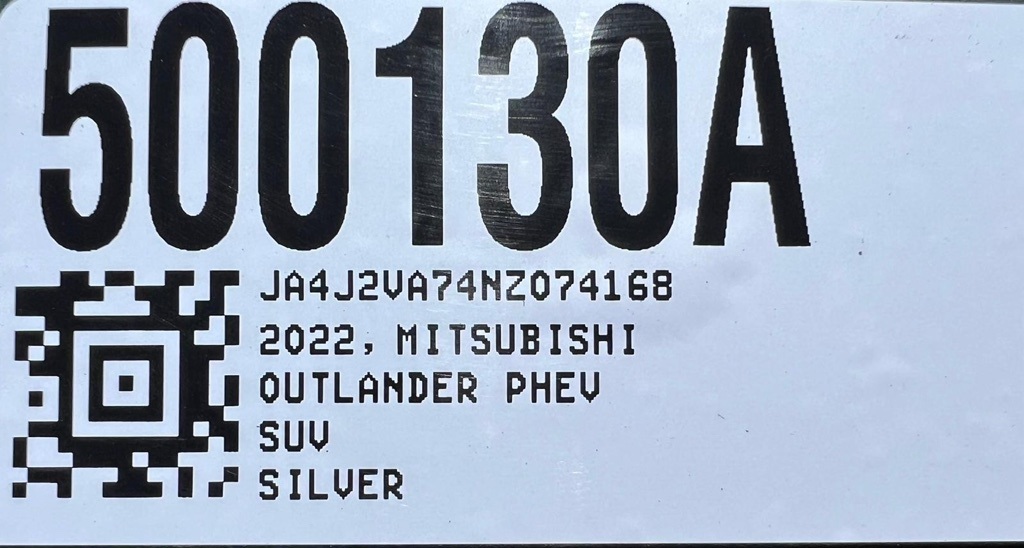 500130A
JA4J2VA74NZ074168
2022, MITSUBISHI
OUTLANDER PHEV
SUV
SILVER